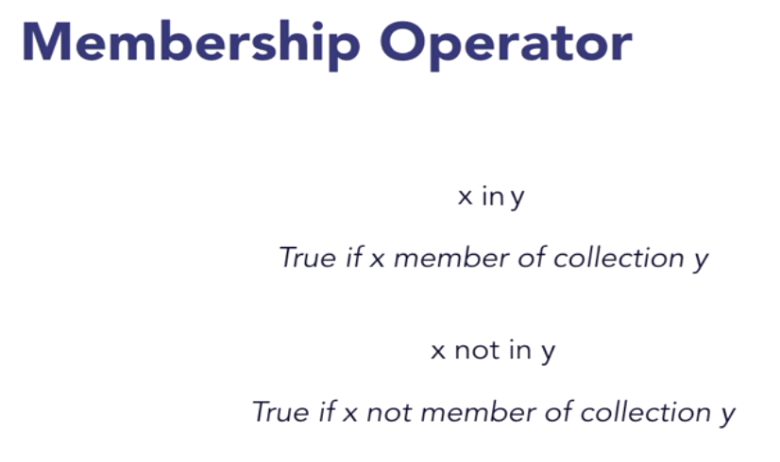 Membership Operator
x in y
True if x member of collection y
x not in y
True if x not member of collection y